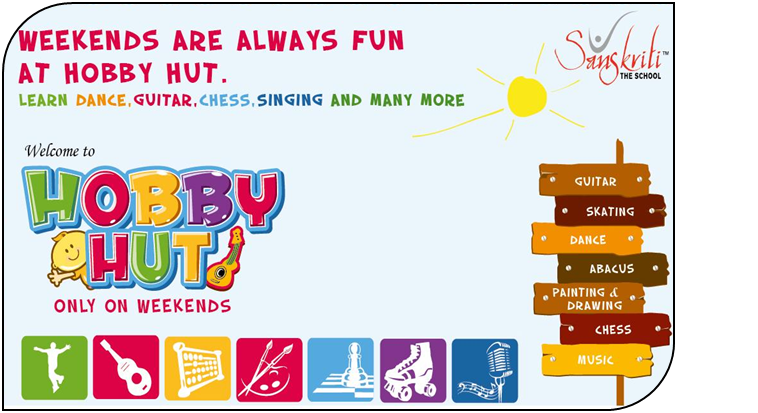 WEEKENDS ARE ALWAYS FUN
AT HOBBY HUT.
LEARN DANCE, GUITAR, CHESS, SINGING AND MANY MORE
Sanskriti™
THE SCHOOL
Welcome to
HOBBY
HUT
ONLY ON WEEKENDS
GUITAR
SKATING
DANCE
ABACUS
PAINTING &
DRAWING
CHESS
MUSIC